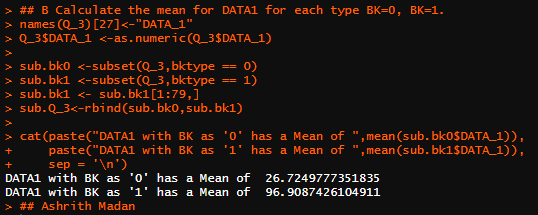 > ## B Calculate the mean for DATA1 for each type BK=0, BK=1.
> names(Q_3)[27]<-"DATA_1"
> Q_3$DATA_1 <-as.numeric(Q_3$DATA_1)
>
> sub.bk0 <-subset(Q_3,bktype == 0)
> sub.bk1 <-subset(Q_3,bktype == 1)
> sub.bk1 <- sub.bk1[1:79,]
> sub.Q_3<-rbind(sub.bk0,sub.bk1)
>
> cat(paste("DATA1 with BK as '0' has a Mean of ",mean(sub.bk0$DATA_1)),
+     paste("DATA1 with BK as '1' has a Mean of ",mean(sub.bk1$DATA_1)),
+     sep = '\n')
DATA1 with BK as '0' has a Mean of  26.7249777351835
DATA1 with BK as '1' has a Mean of  96.9087426104911
> ## Ashrith Madan